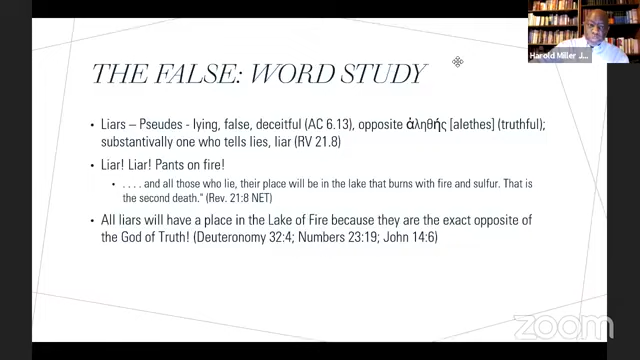 Harold Miller J...
THE FALSE: WORD STUDY
• Liars – Pseudes - lying, false, deceitful (AC 6.13), opposite ἀληθής [alethes] (truthful);
substantivally one who tells lies, liar (RV 21.8)
• Liar! Liar! Pants on fire!
• . . . . and all those who lie, their place will be in the lake that burns with fire and sulfur. That is
the second death." (Rev. 21:8 NET)
• All liars will have a place in the Lake of Fire because they are the exact opposite of
the God of Truth! (Deuteronomy 32:4; Numbers 23:19; John 14:6)
zoom